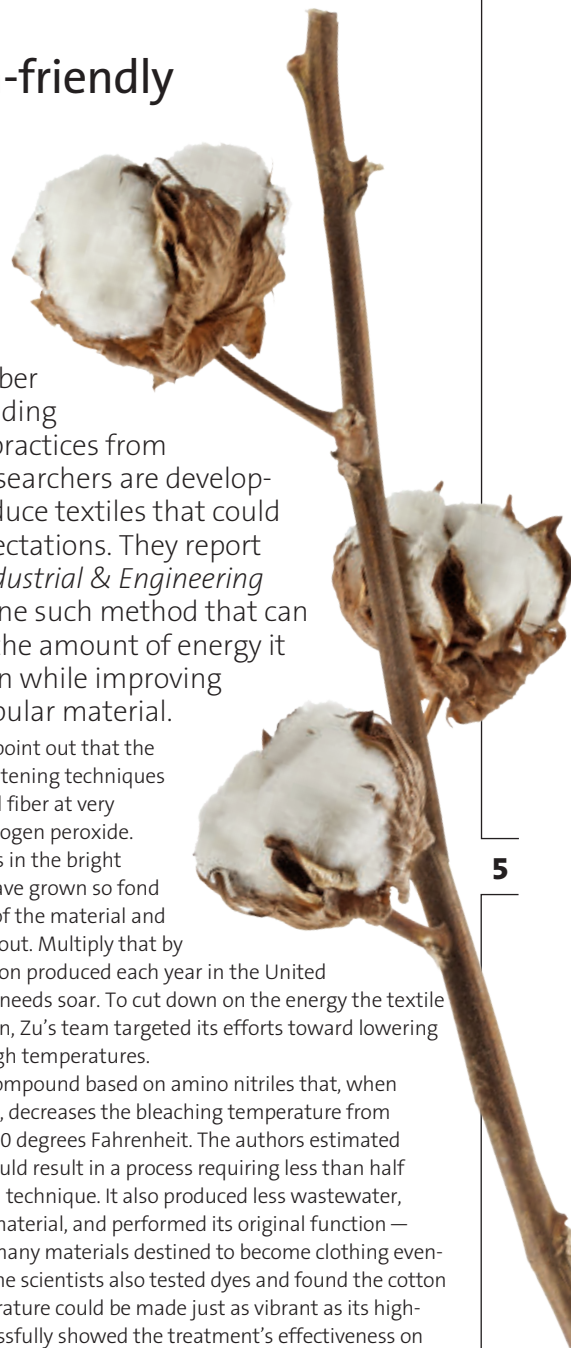 -friendly
ber
ding
practices from
searchers are develop-
duce textiles that could
ectations. They report
dustrial & Engineering
ne such method that can
the amount of energy it
n while improving
pular material.
point out that the
tening techniques
l fiber at very
rogen peroxide.
s in the bright
ave grown so fond
of the material and
out. Multiply that by
on produced each year in the United
needs soar. To cut down on the energy the textile
n, Zu’s team targeted its efforts toward lowering
gh temperatures.
ompound based on amino nitriles that, when
, decreases the bleaching temperature from
0 degrees Fahrenheit. The authors estimated
uld result in a process requiring less than half
technique. It also produced less wastewater,
material, and performed its original function —
many materials destined to become clothing even-
he scientists also tested dyes and found the cotton
rature could be made just as vibrant as its high-
ssfully showed the treatment’s effectiveness on
5